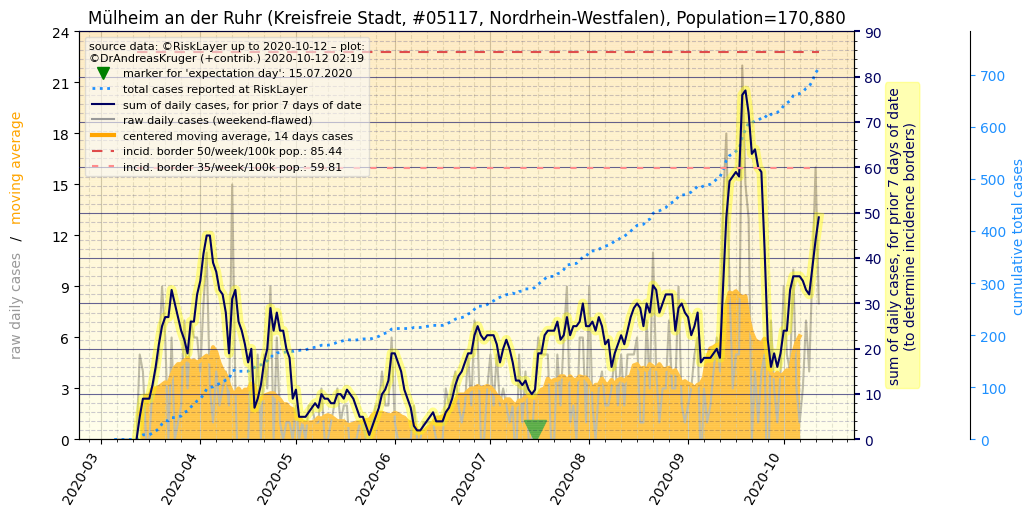 Mülheim an der Ruhr (Kreisfreie Stadt, #05117, Nordrhein-Westfalen), Population=170,880
source data: ©RiskLayer up to 2020-10-12 – plot:
©DrAndreasKruger (+contrib.) 2020-10-12 02:19
marker for 'expectation day': 15.07.2020
total cases reported at RiskLayer
sum of daily cases, for prior 7 days of date
raw daily cases (weekend-flawed)
centered moving average, 14 days cases
incid. border 50/week/100k pop.: 85.44
incid. border 35/week/100k pop.: 59.81
raw daily cases / moving average
24
21
18
15
12
9
6
3
0
2020-03
2020-04
2020-05
2020-06
2020-07
2020-08
2020-09
2020-10
90
80
70
60
50
40
30
20
10
0
sum of daily cases, for prior 7 days of date
(to determine incidence borders)
700
600
500
400
300
200
100
0
cumulative total cases